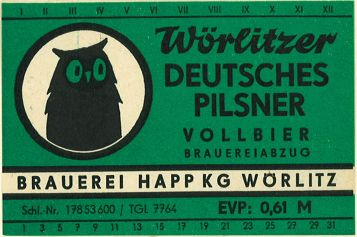 I II III IV V VI VII VIII IX X XI XII
Wörlitzer
DEUTSCHES
PILSNER
VOLLBIER
BRAUEREIABZUG
BRAUEREI HAPP KG WÖRLITZ
Schl.-Nr. 178 53 600 / TGL 7764 EVP: 0,61 M
1 3 5 7 9 11 13 15 17 19 21 23 25 27 29 31